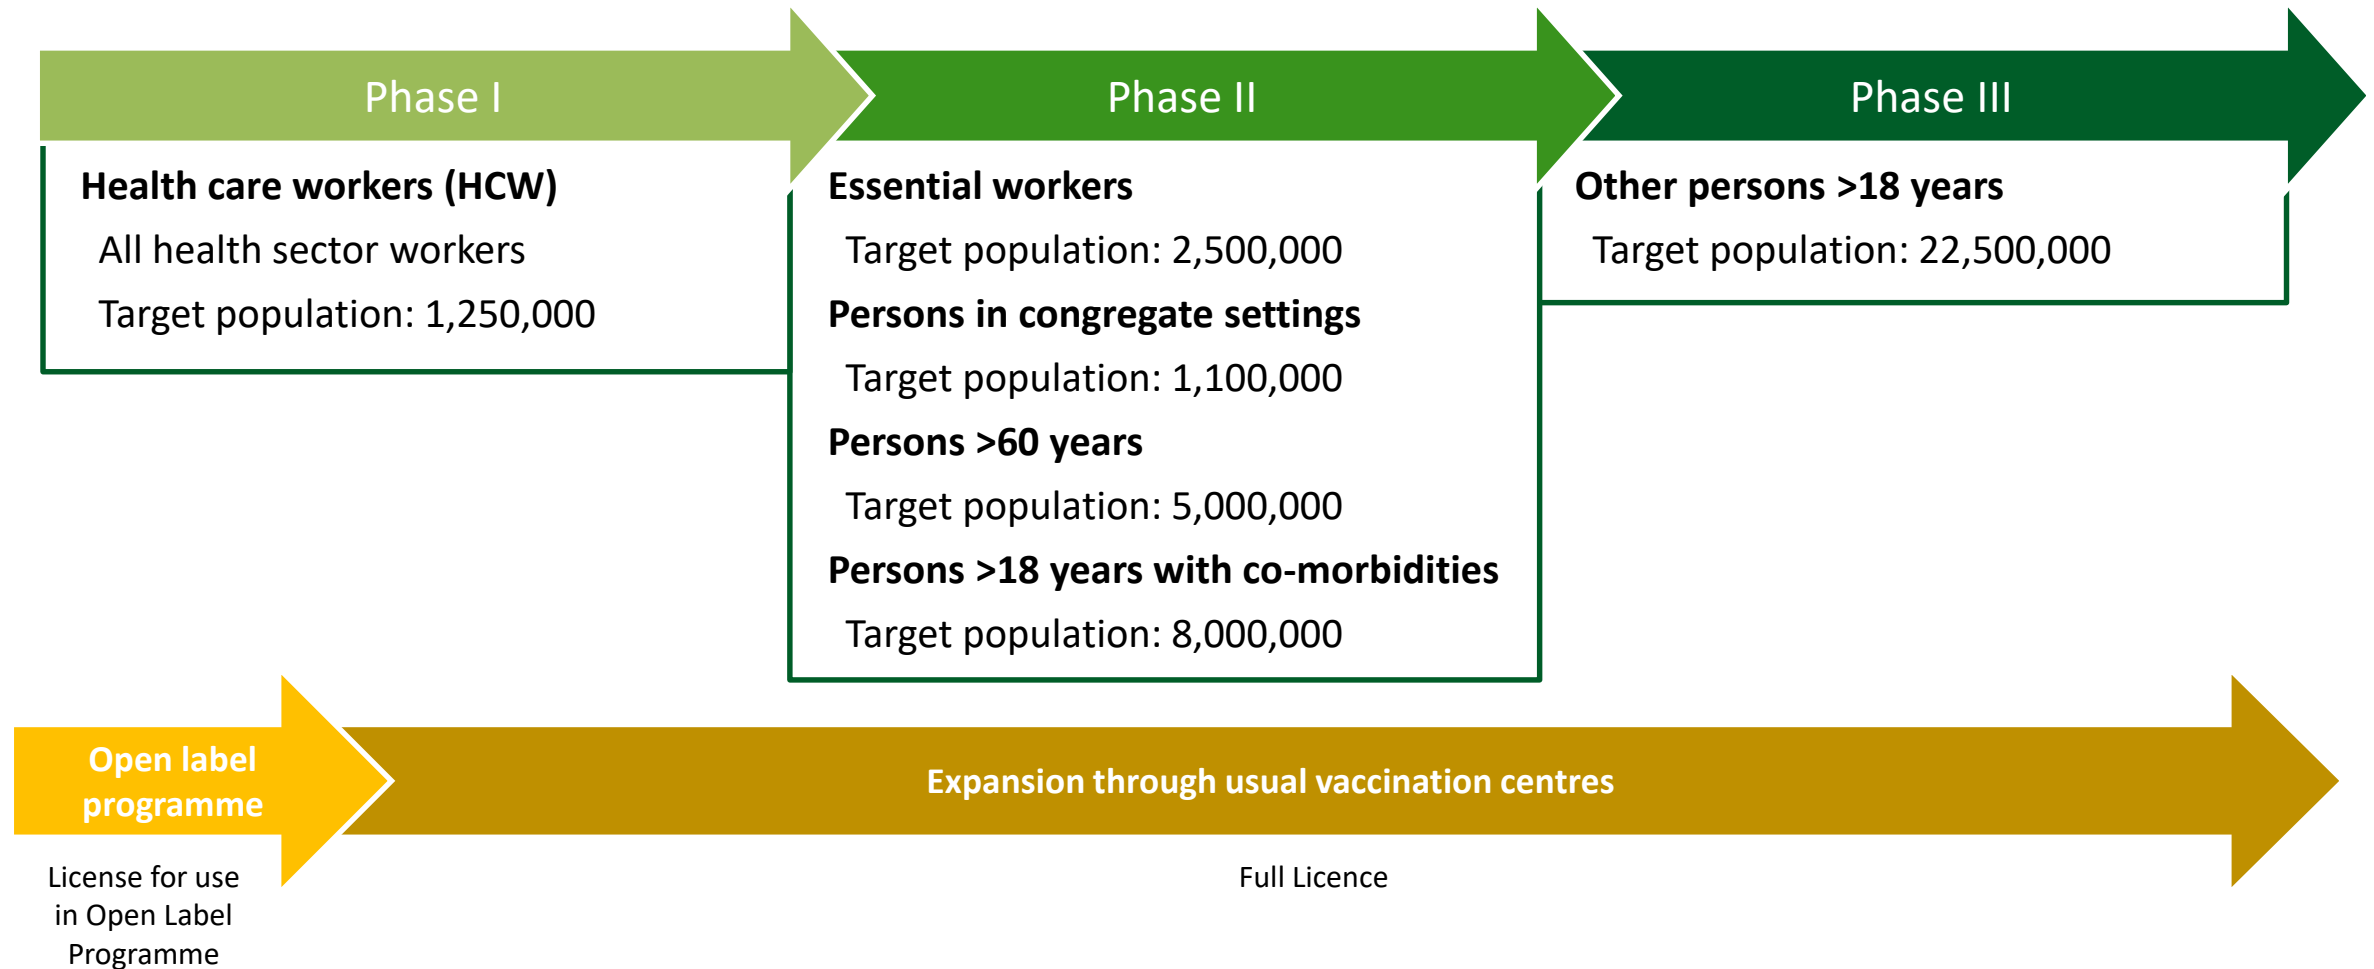 Phase I
Phase II
Phase III
Health care workers (HCW)
All health sector workers
Target population: 1,250,000
Essential workers
Target population: 2,500,000
Persons in congregate settings
Target population: 1,100,000
Persons >60 years
Target population: 5,000,000
Persons >18 years with co-morbidities
Target population: 8,000,000
Other persons >18 years
Target population: 22,500,000
Open label
programme
Expansion through usual vaccination centres
License for use
in Open Label
Programme
Full Licence